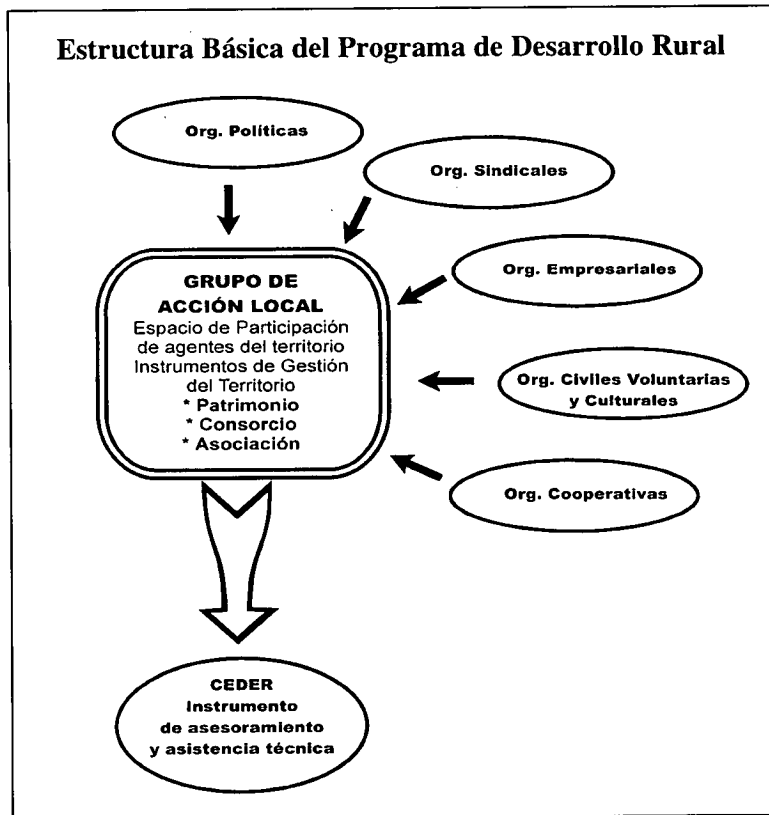 Estructura Básica del Programa de Desarrollo Rural
Org. Políticas
Org. Sindicales
Org. Empresariales
Org. Civiles Voluntarias
y Culturales
Org. Cooperativas
GRUPO DE
ACCIÓN LOCAL
Espacio de Participación
de agentes del territorio
Instrumentos de Gestión
del Territorio
* Patrimonio
* Consorcio
* Asociación
CEDER
Instrumento
de asesoramiento
y asistencia técnica